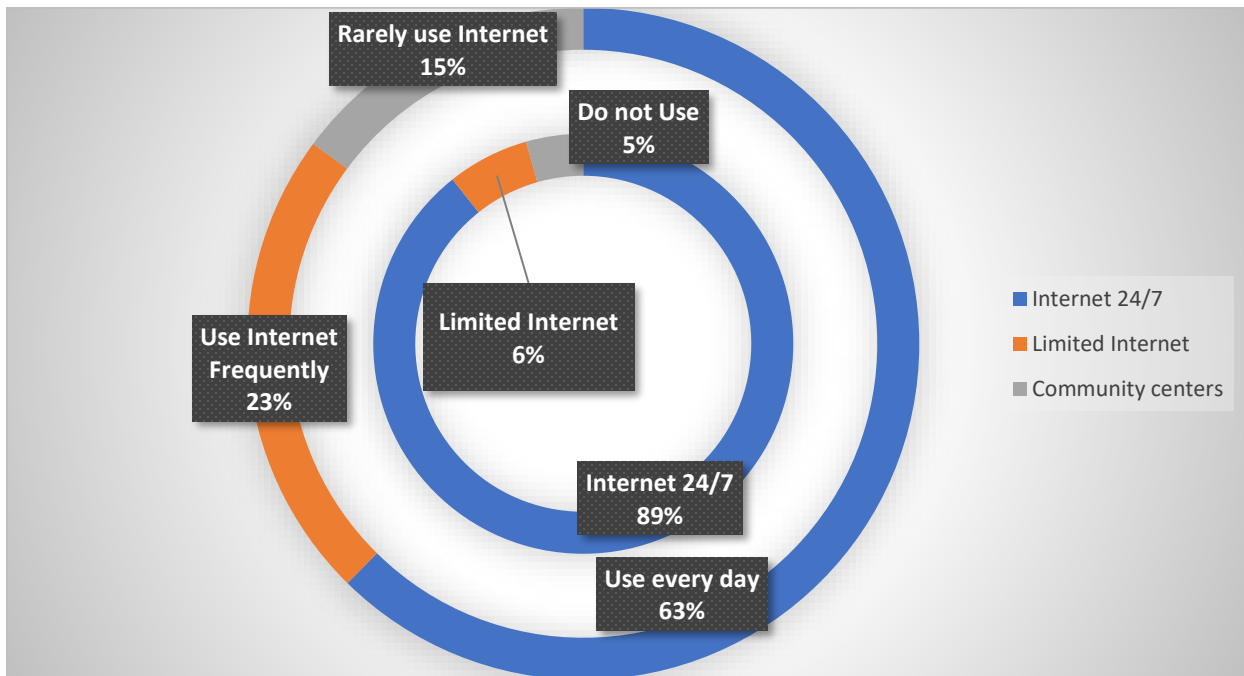 Rarely use Internet
15%
Do not Use
5%
Limited Internet
6%
Use Internet
Frequently
23%
Internet 24/7
89%
Use every day
63%
Internet 24/7
Limited Internet
Community centers